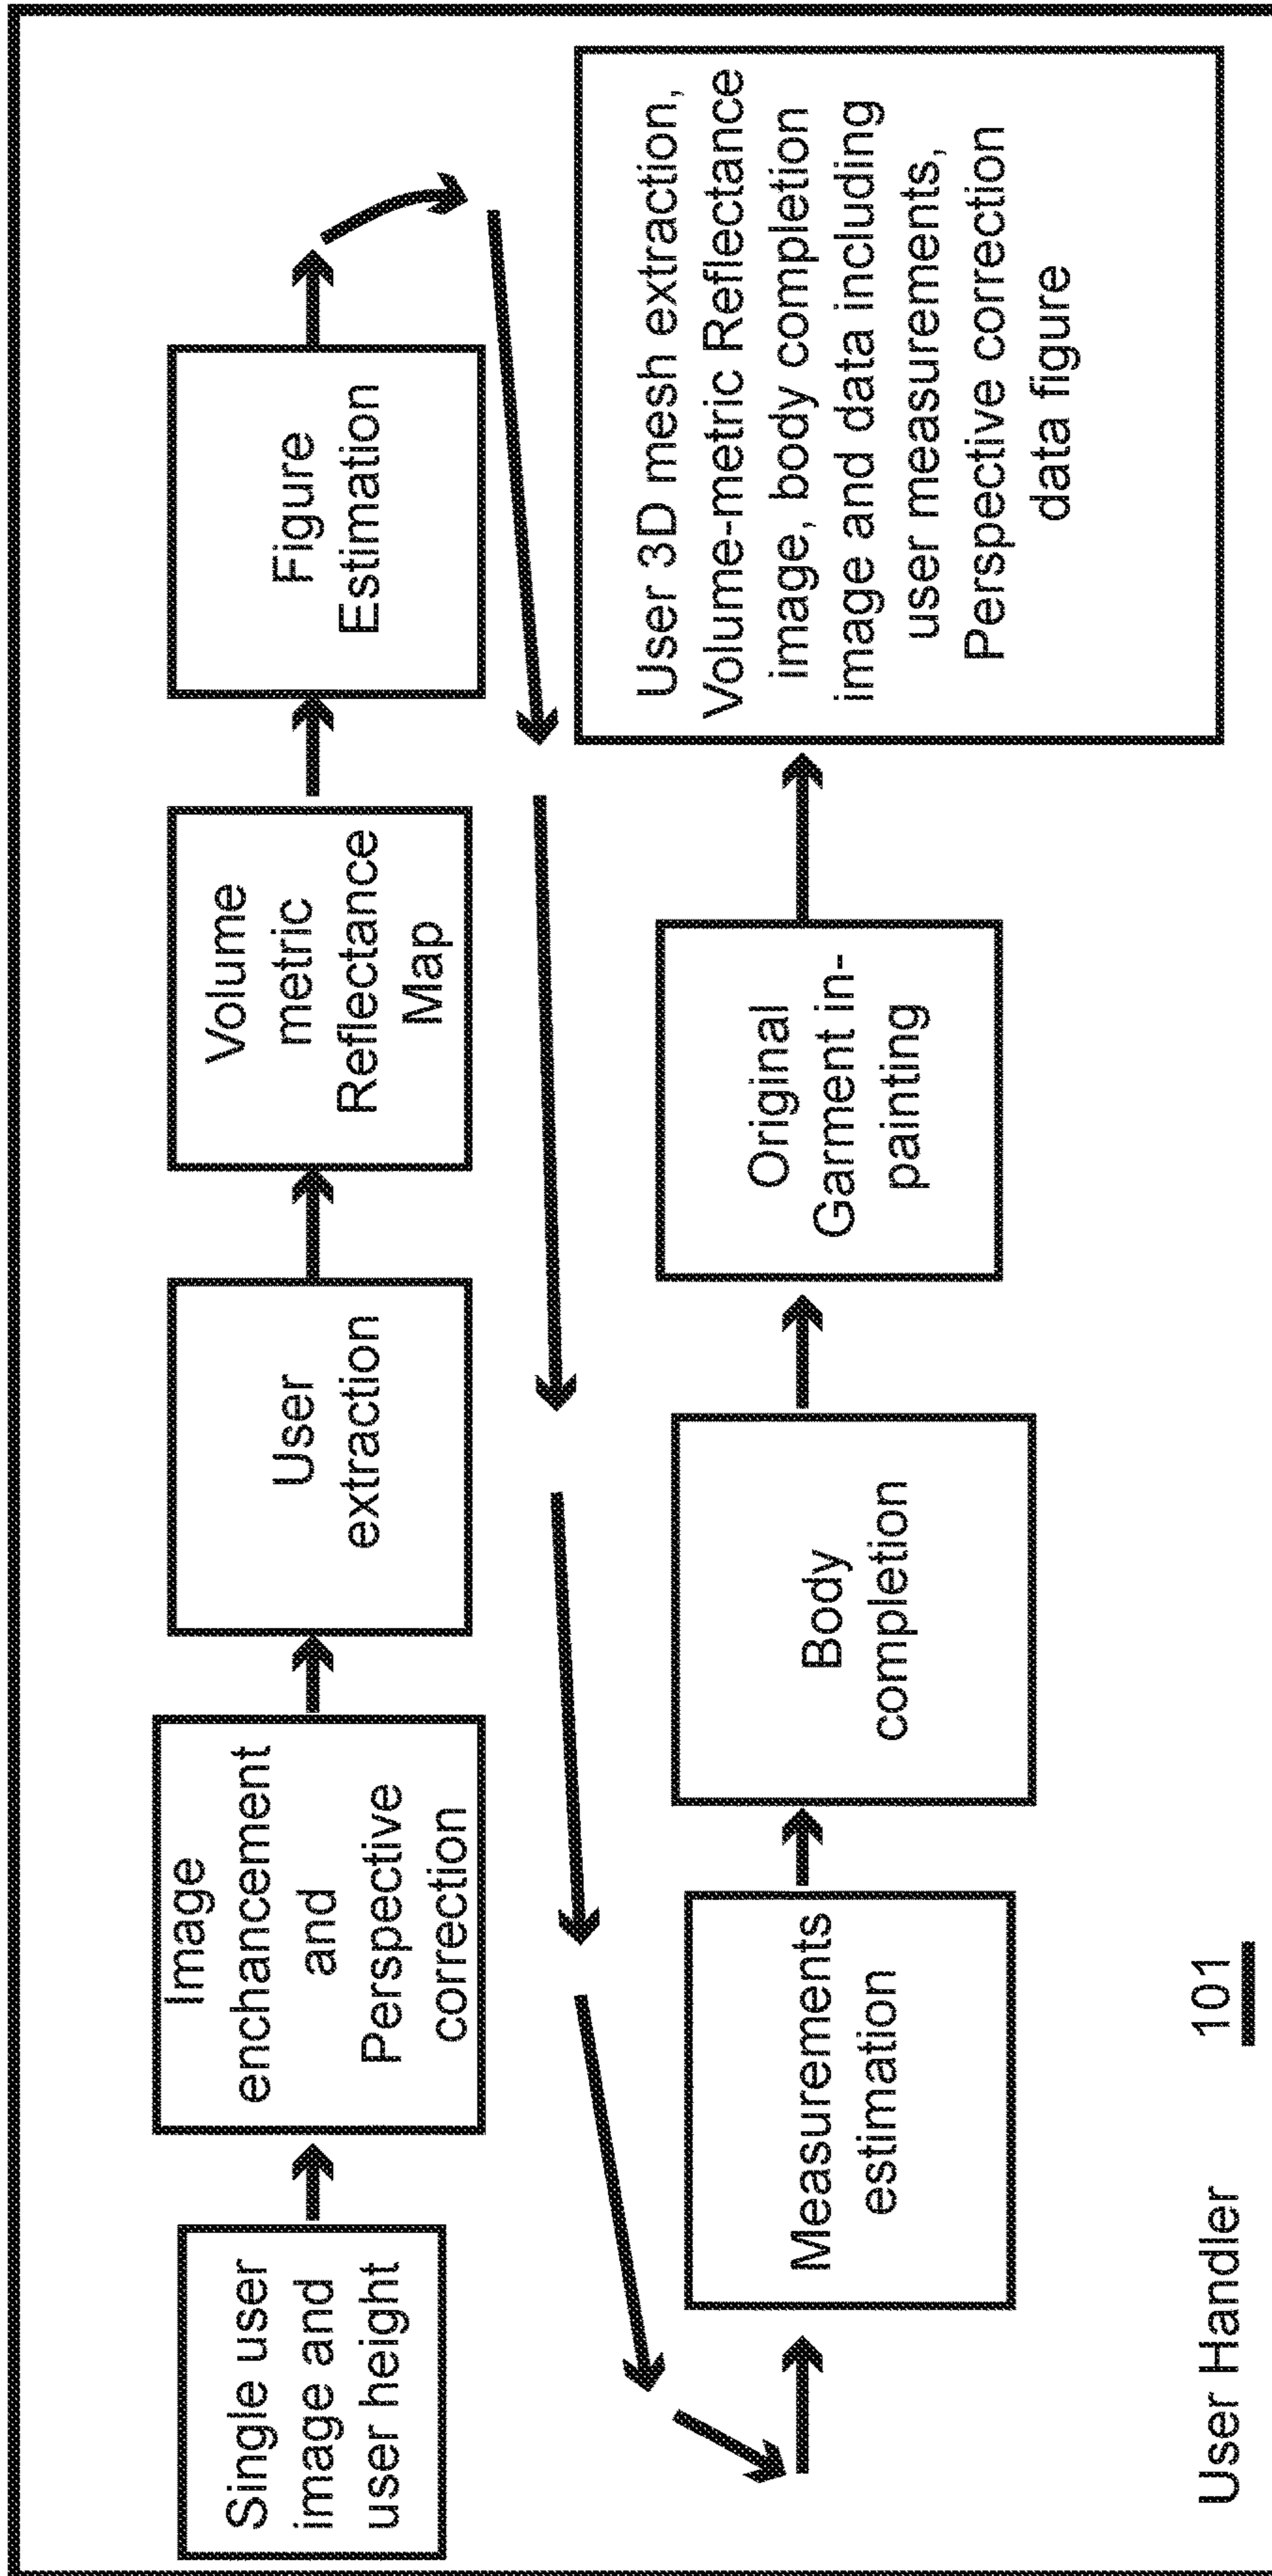 Single user
image and
user height
Image
enchancement
and
Perspective
correction
User
extraction
Volume
metric
Reflectance
Map
Figure
Estimation
Measurements
estimation
Body
completion
Original
Garment in-
painting
User 3D mesh extraction,
Volume-metric Reflectance
image, body completion
image and data including
user measurements,
Perspective correction
data figure
User Handler 101